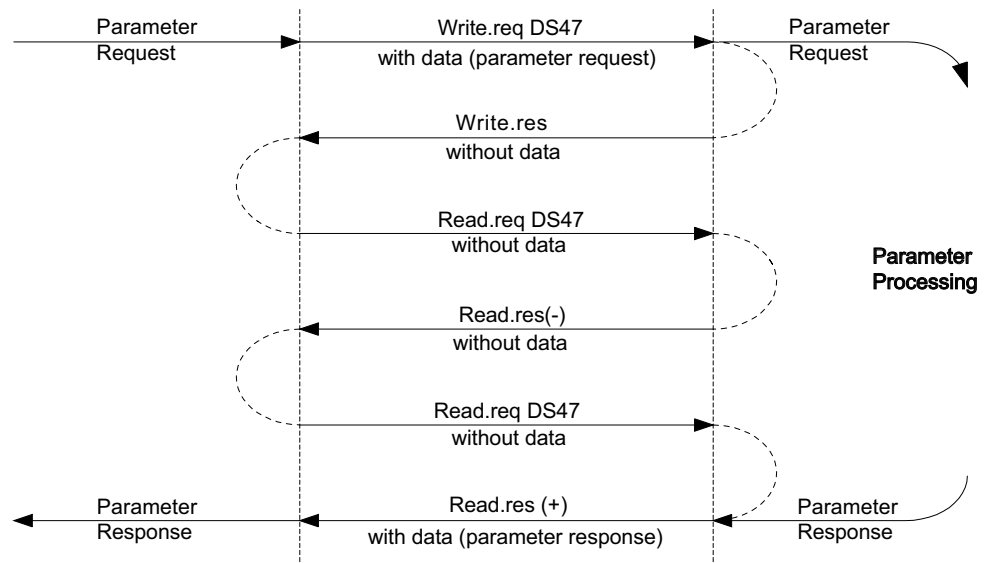 Parameter
Request
Write.req DS47
with data (parameter request)
Parameter
Request
Write.res
without data
Read.req DS47
without data
Parameter
Processing
Read.res(-)
without data
Read.req DS47
without data
Parameter
Response
Read.res (+)
with data (parameter response)
Parameter
Response